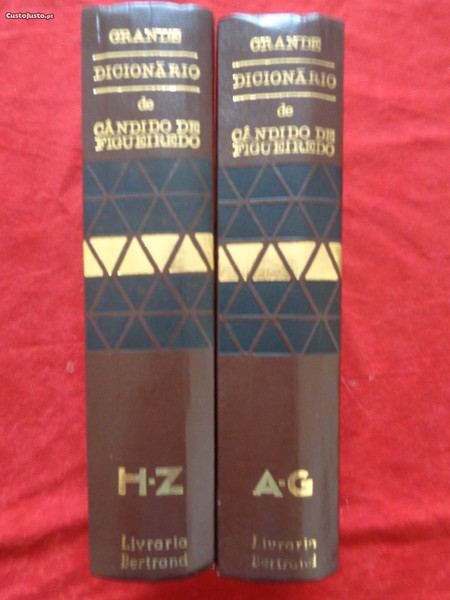 CustoJusto.pt
GRANDE
DICIONÁRIO
de
CÂNDIDO DE
FIGUEIREDO
H-Z
Livraria
Bertrand
GRANDE
DICIONÁRIO
de
CÂNDIDO DE
FIGUEIREDO
A-G
Livraria
Bertrand